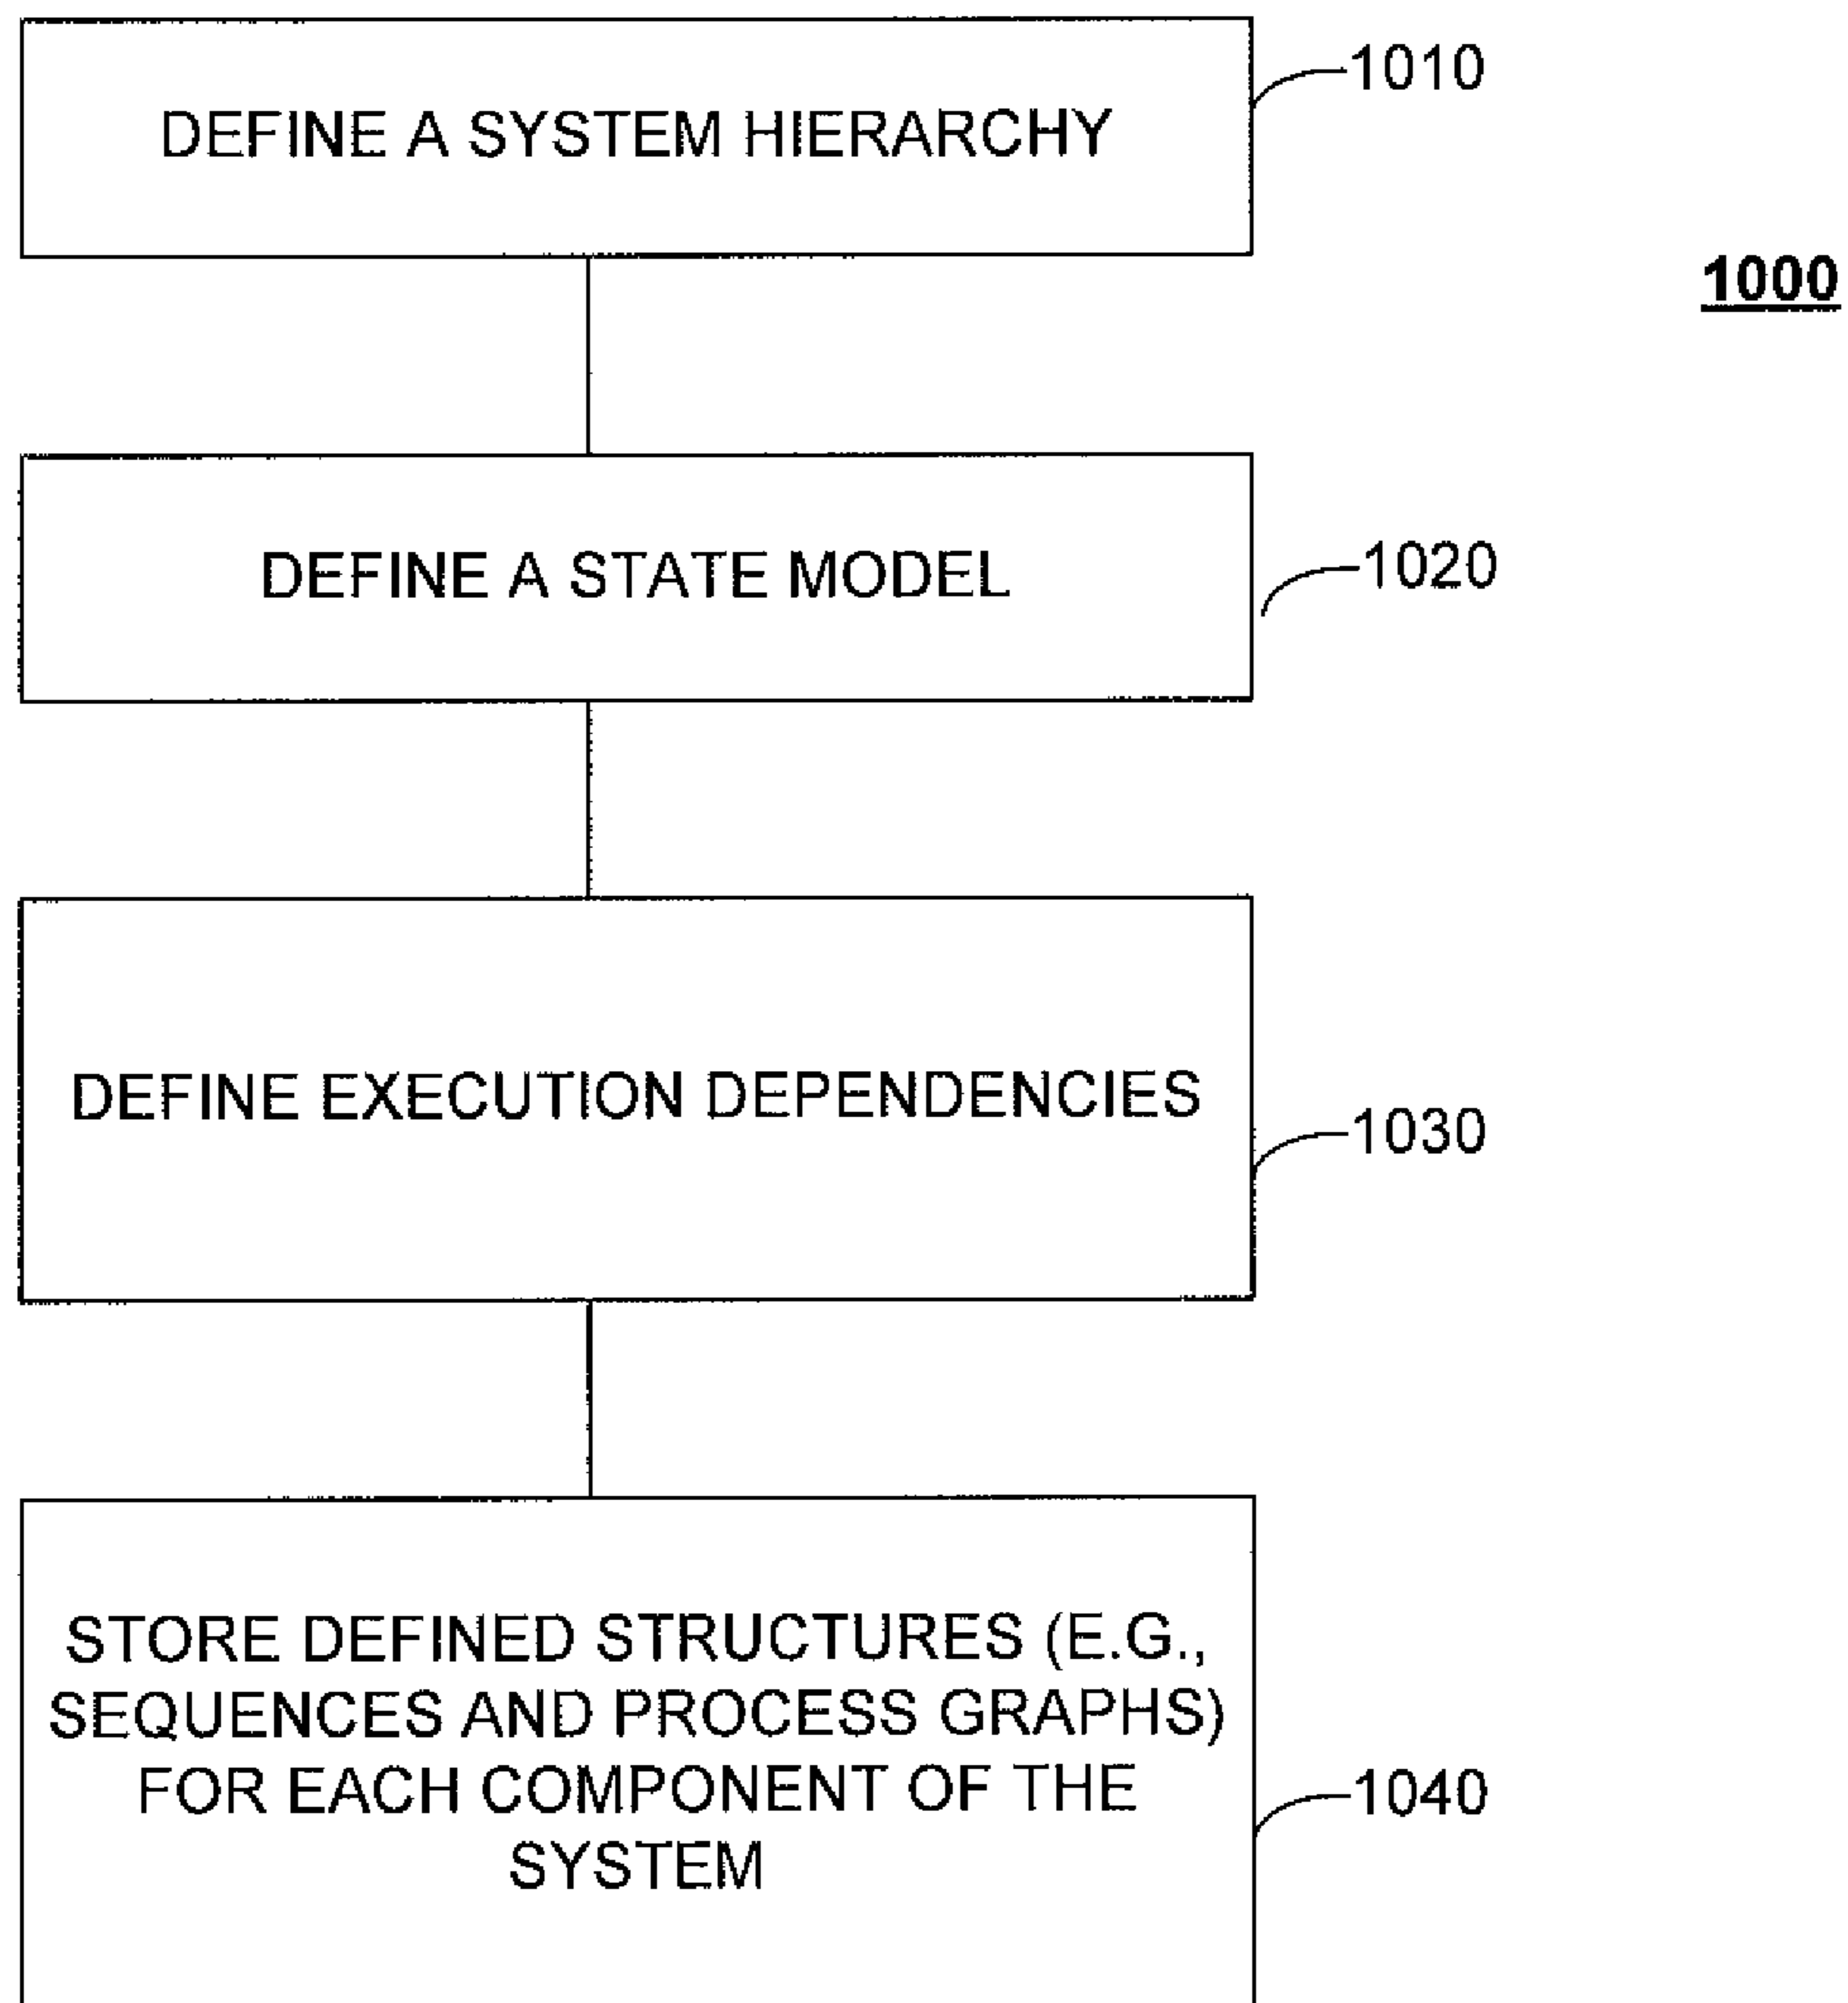 DEFINE A SYSTEM HIERARCHY
1010
1000
DEFINE A STATE MODEL
1020
DEFINE EXECUTION DEPENDENCIES
1030
STORE DEFINED STRUCTURES (E.G.,
SEQUENCES AND PROCESS GRAPHS)
FOR EACH COMPONENT OF THE
SYSTEM
1040